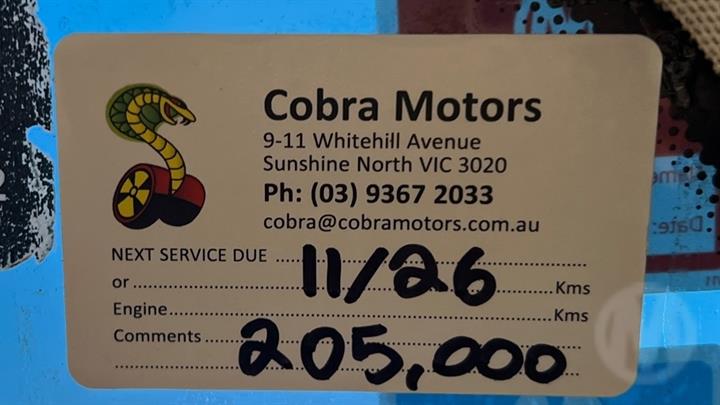 Cobra Motors
9-11 Whitehill Avenue
Sunshine North VIC 3020
Ph: (03) 9367 2033
cobra@cobramotors.com.au
NEXT SERVICE DUE 11/26
or Kms
Engine Kms
Comments 205,000
Date: